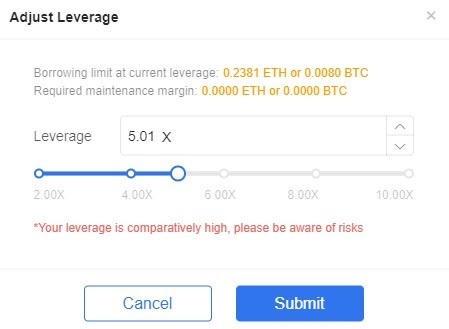 Adjust Leverage
Borrowing limit at current leverage: 0.2381 ETH or 0.0080 BTC
Required maintenance margin: 0.0000 ETH or 0.0000 BTC
Leverage 5.01 X
2.00X 4.00X 6.00X 8.00X 10.00X
*Your leverage is comparatively high, please be aware of risks
Cancel Submit